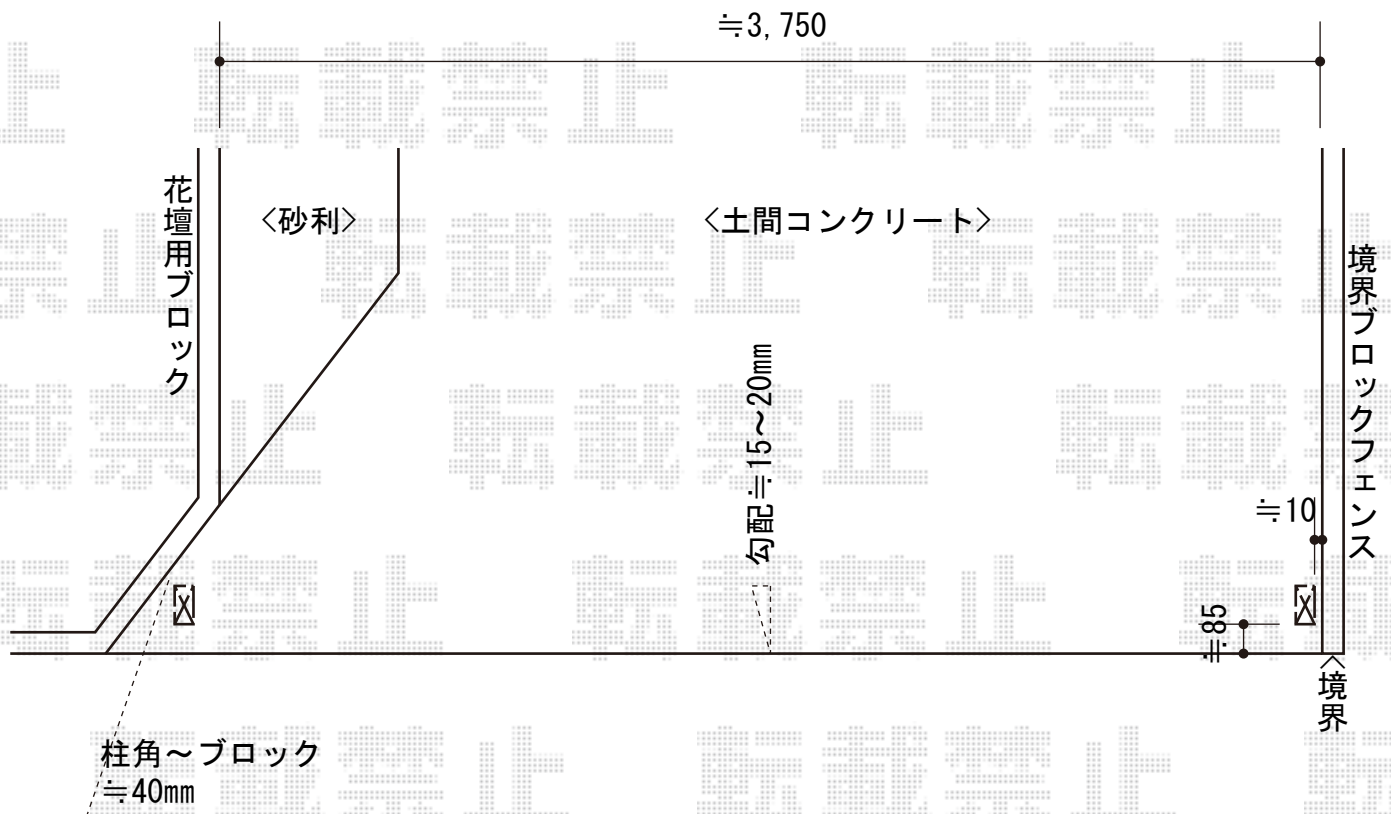 ≒3,750
花壇用ブロック
<砂利>
<土間コンクリート>
境界ブロックフェンス
勾配≒15～20mm
≒10
≒85
<境界
柱角～ブロック
≒40mm
転載禁止